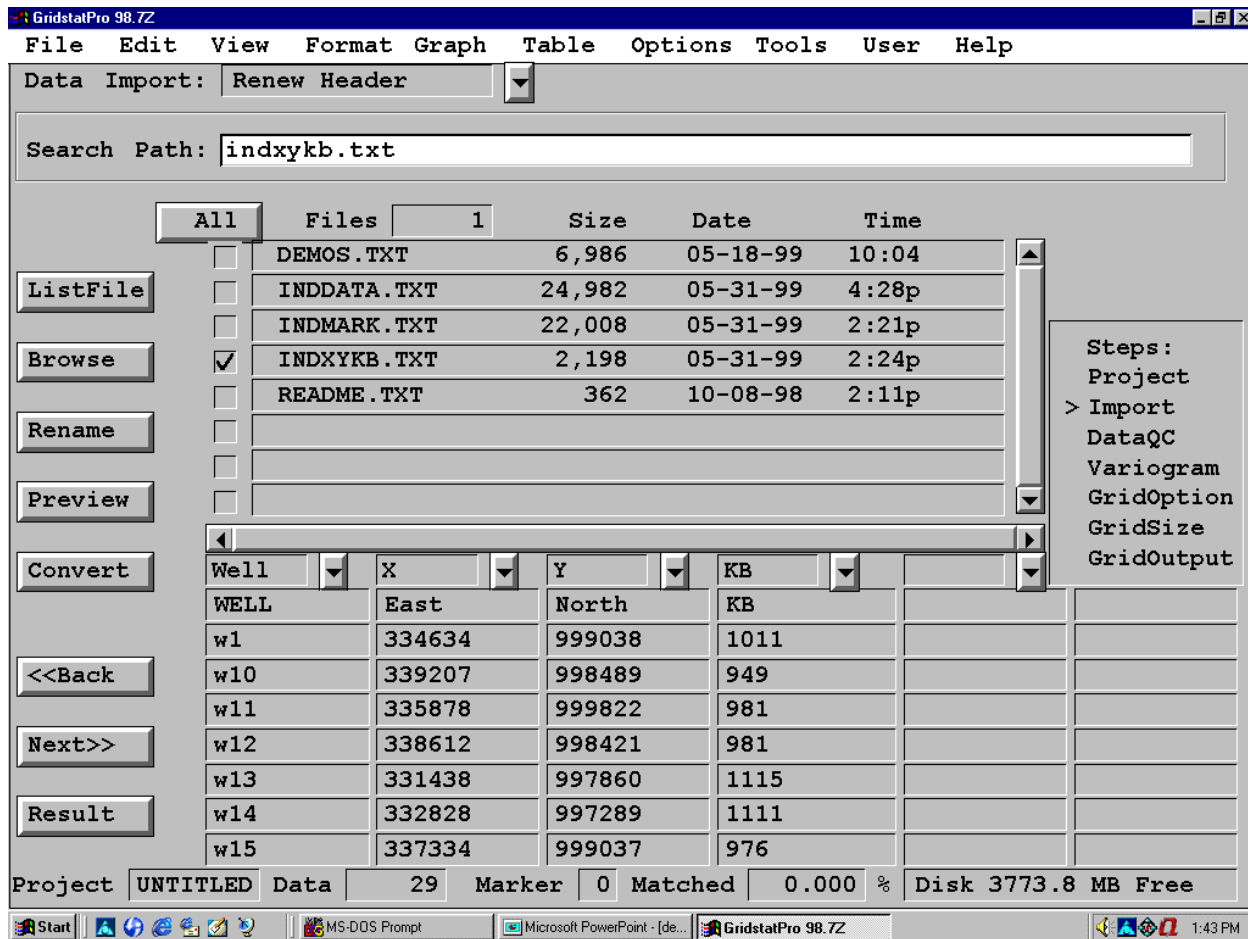 GridstatPro 98.7Z
File Edit View Format Graph Table Options Tools User Help
Data Import: Renew Header
Search Path: indxykb.txt
All Files 1 Size Date Time
DEMOS.TXT 6,986 05-18-99 10:04
ListFile INDDATA.TXT 24,982 05-31-99 4:28p
INDMARK.TXT 22,008 05-31-99 2:21p
Browse INDXYKB.TXT 2,198 05-31-99 2:24p
README.TXT 362 10-08-98 2:11p
Rename
Preview
Steps:
Project
> Import
DataQC
Variogram
GridOption
GridSize
GridOutput
Convert Well X Y KB
WELL East North KB
w1 334634 999038 1011
<<Back w10 339207 998489 949
w11 335878 999822 981
Next>> w12 338612 998421 981
w13 331438 997860 1115
Result w14 332828 997289 1111
w15 337334 999037 976
Project UNTITLED Data 29 Marker 0 Matched 0.000 % Disk 3773.8 MB Free
Start MS-DOS Prompt Microsoft PowerPoint - [de... GridstatPro 98.7Z 1:43 PM